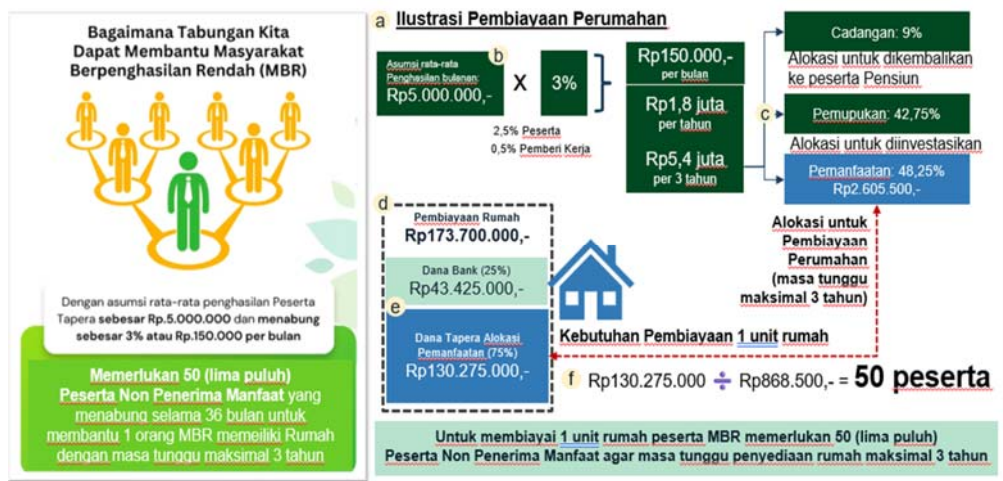 Bagaimana Tabungan Kita
Dapat Membantu Masyarakat
Berpenghasilan Rendah (MBR)
Dengan asumsi rata-rata penghasilan Peserta
Tapera sebesar Rp.5.000.000 dan menabung
sebesar 3% atau Rp.150.000 per bulan
Memerlukan 50 (lima puluh)
Peserta Non Penerima Manfaat yang
menabung selama 36 bulan untuk
membantu 1 orang MBR memeiliki Rumah
dengan masa tunggu maksimal 3 tahun
a Ilustrasi Pembiayaan Perumahan
b
Asumsi rata-rata
Penghasilan bulanan:
Rp5.000.000,-
X
3%
2,5% Peserta
0,5% Pemberi Kerja
Rp150.000,-
per bulan
Rp1,8 juta
per tahun
Rp5,4 juta
per 3 tahun
c
Cadangan: 9%
Alokasi untuk dikembalikan
ke peserta Pensiun
Pemupukan: 42,75%
Alokasi untuk diinvestasikan
Pemanfaatan: 48,25%
Rp2.605.500,-
Alokasi untuk
Pembiayaan
Perumahan
(masa tunggu
maksimal 3 tahun)
d
Pembiayaan Rumah
Rp173.700.000,-
Dana Bank (25%)
Rp43.425.000,-
e
Dana Tapera Alokasi
Pemanfaatan (75%)
Rp130.275.000,-
Kebutuhan Pembiayaan 1 unit rumah
f Rp130.275.000 ÷ Rp868.500,- = 50 peserta
Untuk membiayai 1 unit rumah peserta MBR memerlukan 50 (lima puluh)
Peserta Non Penerima Manfaat agar masa tunggu penyediaan rumah maksimal 3 tahun